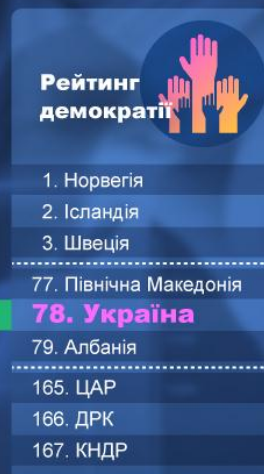 Рейтинг
демократії
1. Норвегія
2. Ісландія
3. Швеція
77. Північна Македонія
78. Україна
79. Албанія
165. ЦАР
166. ДРК
167. КНДР